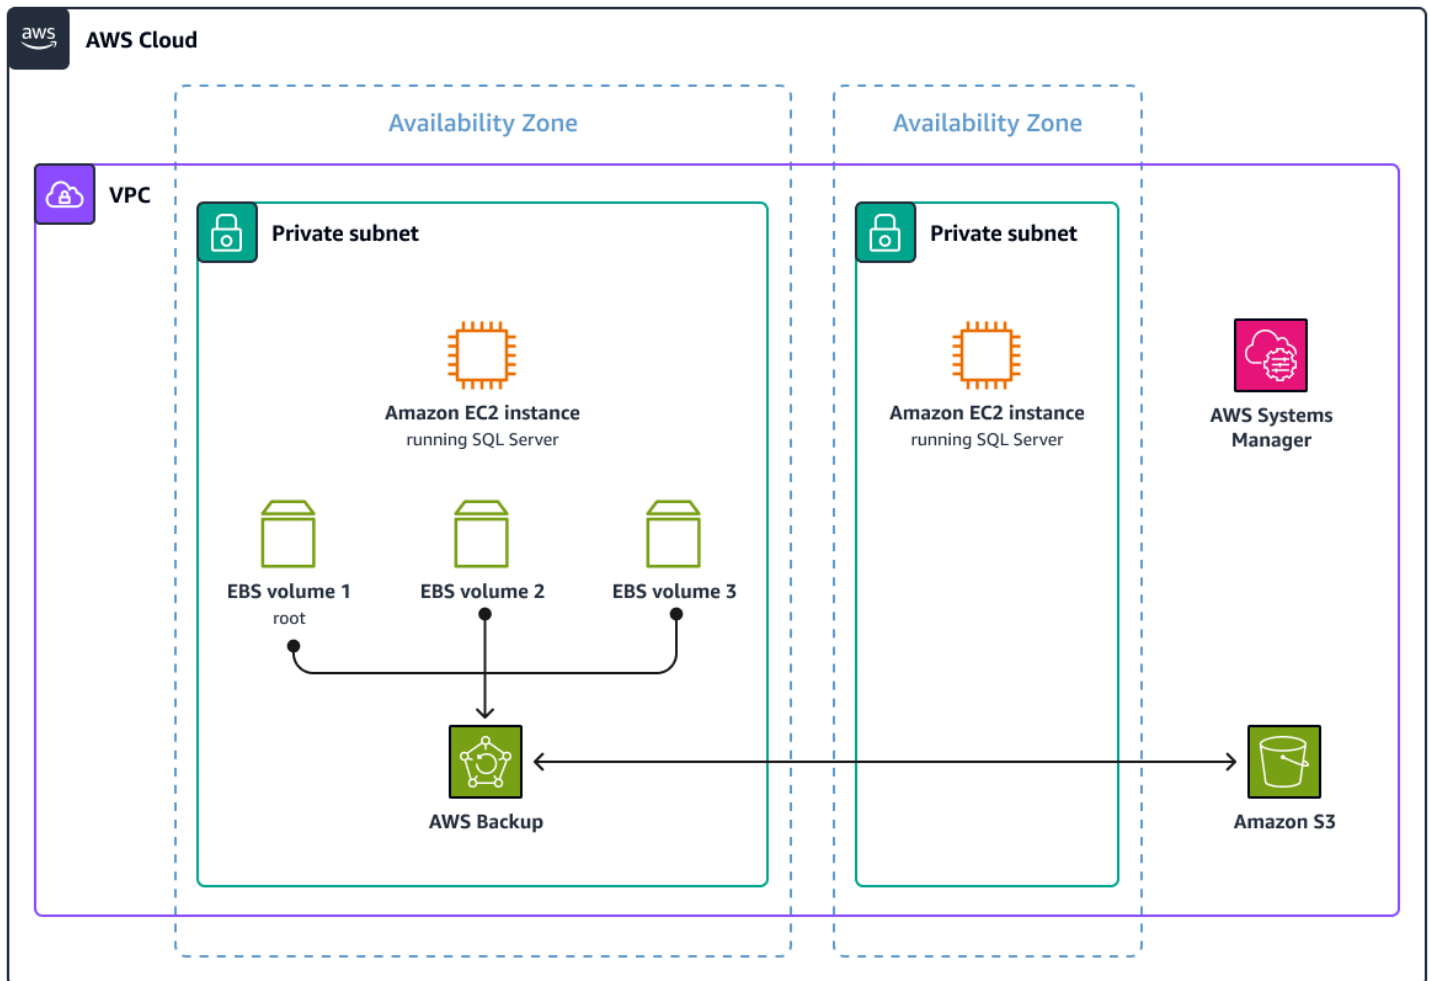 aws
AWS Cloud
Availability Zone
Availability Zone
VPC
Private subnet
Private subnet
Amazon EC2 instance
running SQL Server
Amazon EC2 instance
running SQL Server
AWS Systems
Manager
EBS volume 1
root
EBS volume 2
EBS volume 3
AWS Backup
Amazon S3